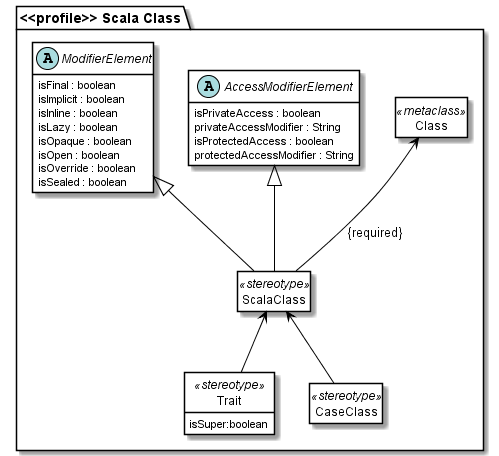 <<profile>> Scala Class
A ModifierElement
isFinal : boolean
isImplicit : boolean
isInline : boolean
isLazy : boolean
isOpaque : boolean
isOpen : boolean
isOverride : boolean
isSealed : boolean
A AccessModifierElement
isPrivateAccess : boolean
privateAccessModifier : String
isProtectedAccess : boolean
protectedAccessModifier : String
«metaclass»
Class
{required}
«stereotype»
ScalaClass
«stereotype»
Trait
isSuper:boolean
«stereotype»
CaseClass